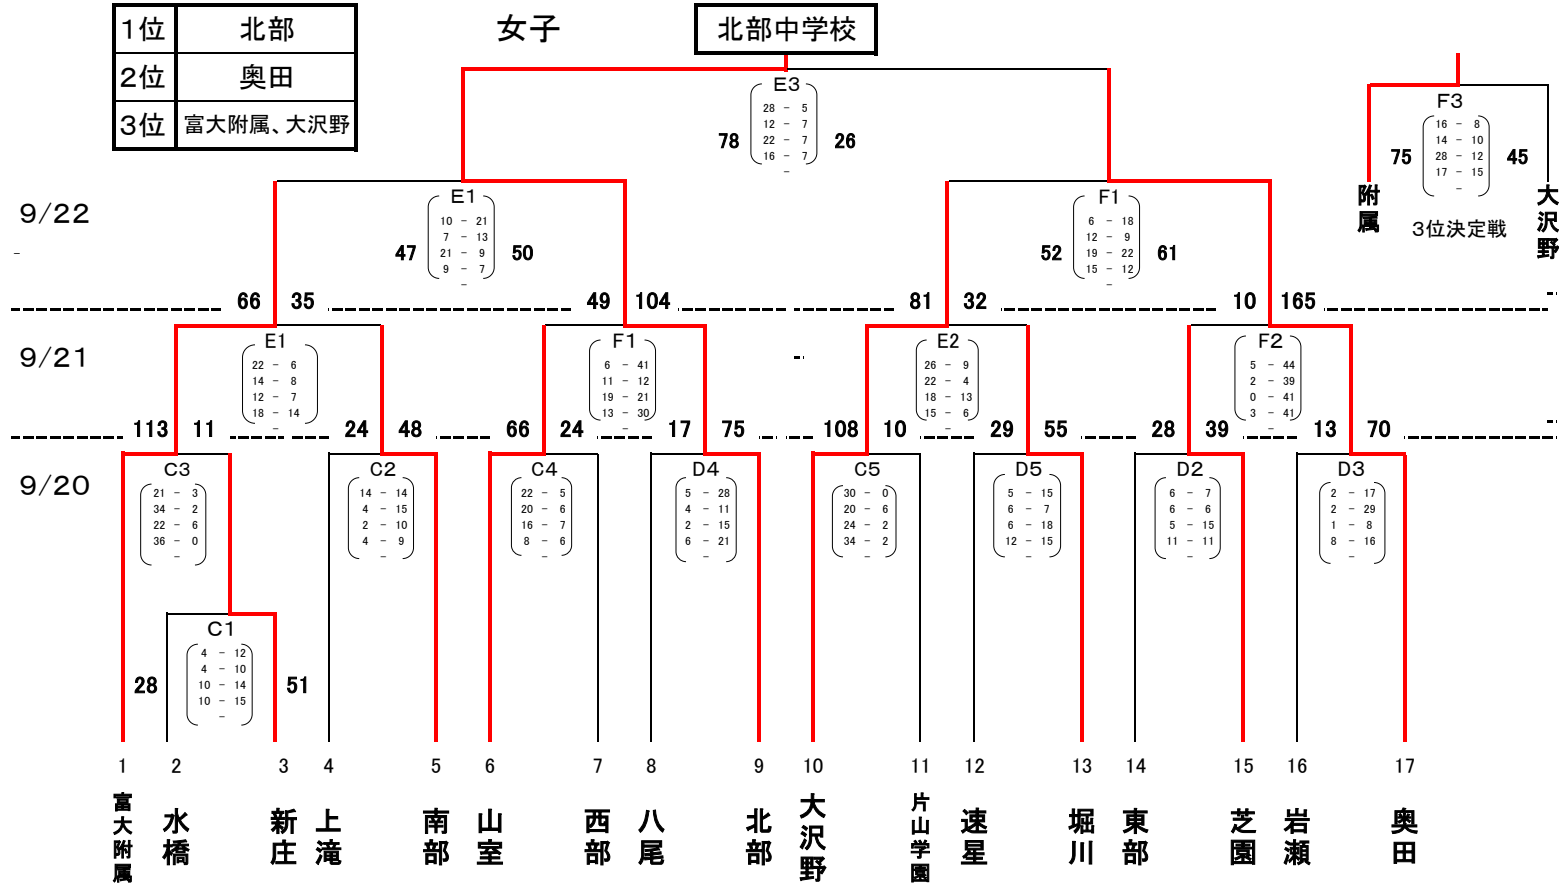 1位 北部
2位 奥田
3位 富大附属、大沢野
女子
北部中学校
E3
28 - 5
12 - 7
22 - 7
16 - 7
-
78 26
F3
16 - 8
14 - 10
28 - 12
17 - 15
-
75 45
附属
大沢野
3位決定戦
9/22
-
E1
10 - 21
7 - 13
21 - 9
9 - 7
-
47 50
F1
6 - 18
12 - 9
19 - 22
15 - 12
-
52 61
66 35 49 104 81 32 10 165
9/21
E1
22 - 6
14 - 8
12 - 7
18 - 14
-
F1
6 - 41
11 - 12
19 - 21
13 - 30
-
E2
26 - 9
22 - 4
18 - 13
15 - 6
-
F2
5 - 44
2 - 39
0 - 41
3 - 41
-
113 11 24 48 66 24 17 75 108 10 29 55 28 39 13 70
9/20
C3
21 - 3
34 - 2
22 - 6
36 - 0
-
C2
14 - 14
4 - 15
2 - 10
4 - 9
-
C4
22 - 5
20 - 6
16 - 7
8 - 6
-
D4
5 - 28
4 - 11
2 - 15
6 - 21
-
C5
30 - 0
20 - 6
24 - 2
34 - 2
-
D5
5 - 15
6 - 7
6 - 18
12 - 15
-
D2
6 - 7
6 - 6
5 - 15
11 - 11
-
D3
2 - 17
2 - 29
1 - 8
8 - 16
-
C1
4 - 12
4 - 10
10 - 14
10 - 15
-
28 51
1 2 3 4 5 6 7 8 9 10 11 12 13 14 15 16 17
富大附属
水橋
新庄
上滝
南部
山室
西部
八尾
北部
大沢野
片山学園
速星
堀川
東部
芝園
岩瀬
奥田